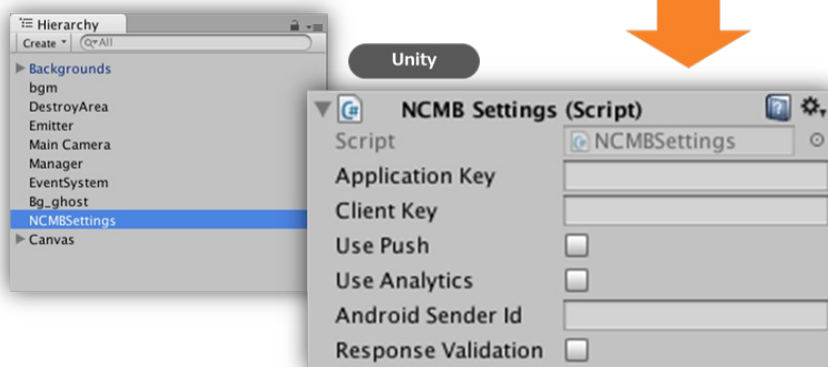 Hierarchy
Create
All
Backgrounds
bgm
DestroyArea
Emitter
Main Camera
Manager
EventSystem
Bg_ghost
NCMBSettings
Canvas
Unity
NCMB Settings (Script)
Script NCMBSettings
Application Key
Client Key
Use Push
Use Analytics
Android Sender Id
Response Validation